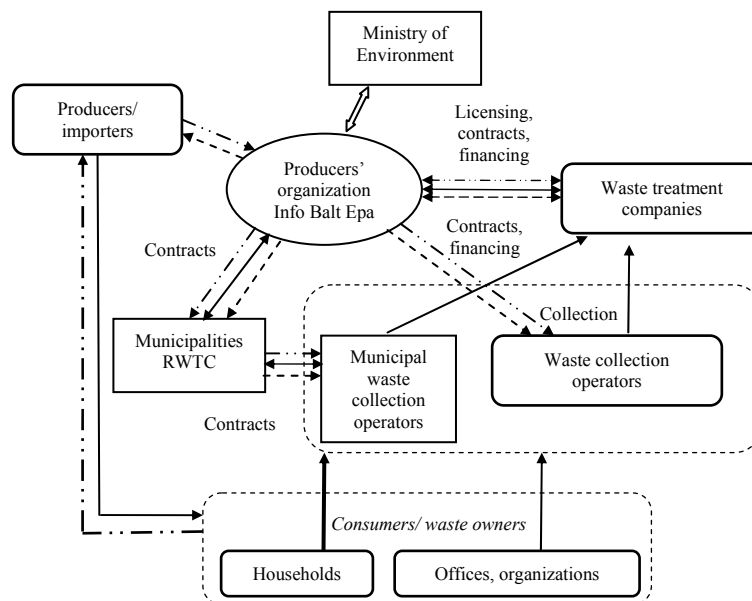 Ministry of
Environment
Producers/
importers
Licensing,
contracts,
financing
Producers’
organization
Info Balt Epa
Waste treatment
companies
Contracts
Contracts,
financing
Collection
Municipalities
RWTC
Municipal
waste
collection
operators
Waste collection
operators
Contracts
Consumers/ waste owners
Households
Offices, organizations